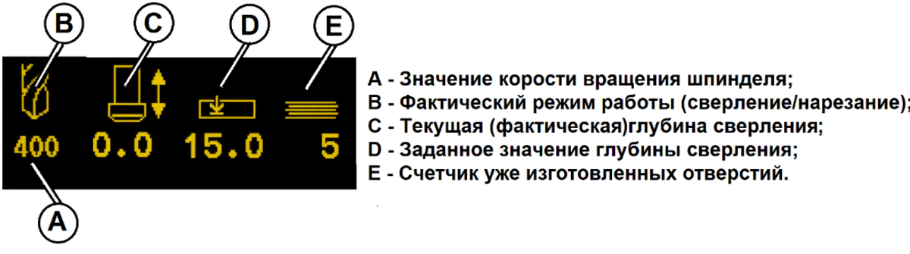 B
C
D
E
400
0.0
15.0
5
A
A - Значение корости вращения шпинделя;
B - Фактический режим работы (сверление/нарезание);
C - Текущая (фактическая)глубина сверления;
D - Заданное значение глубины сверления;
E - Счетчик уже изготовленных отверстий.